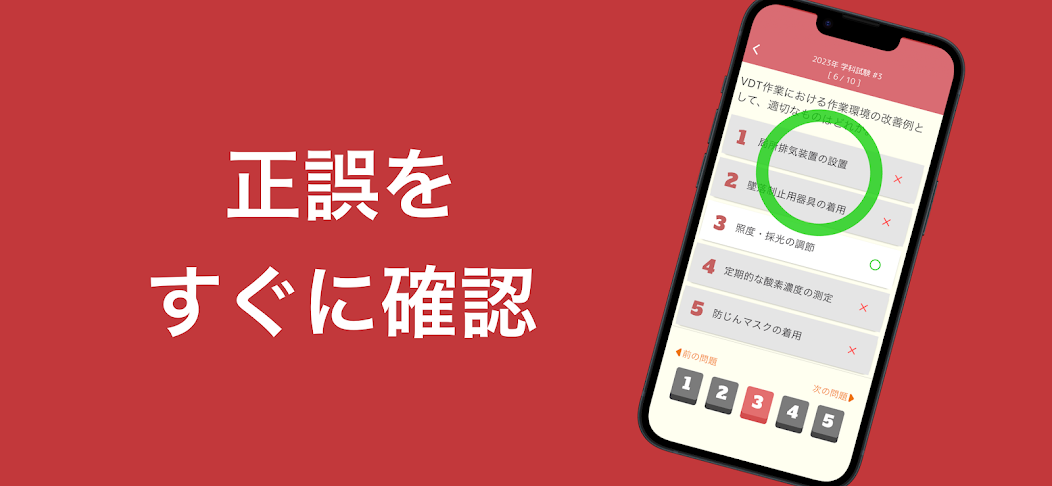 正誤を
すぐに確認
2023年 学科試験 #3
[ 6 / 10 ]
VDT作業における作業環境の改善例と
して、適切なものはどれか。
1 局所排気装置の設置 ×
2 墜落制止用器具の着用 ×
3 照度・採光の調節 ○
4 定期的な酸素濃度の測定 ×
5 防じんマスクの着用 ×
前の問題
次の問題
1 2 3 4 5